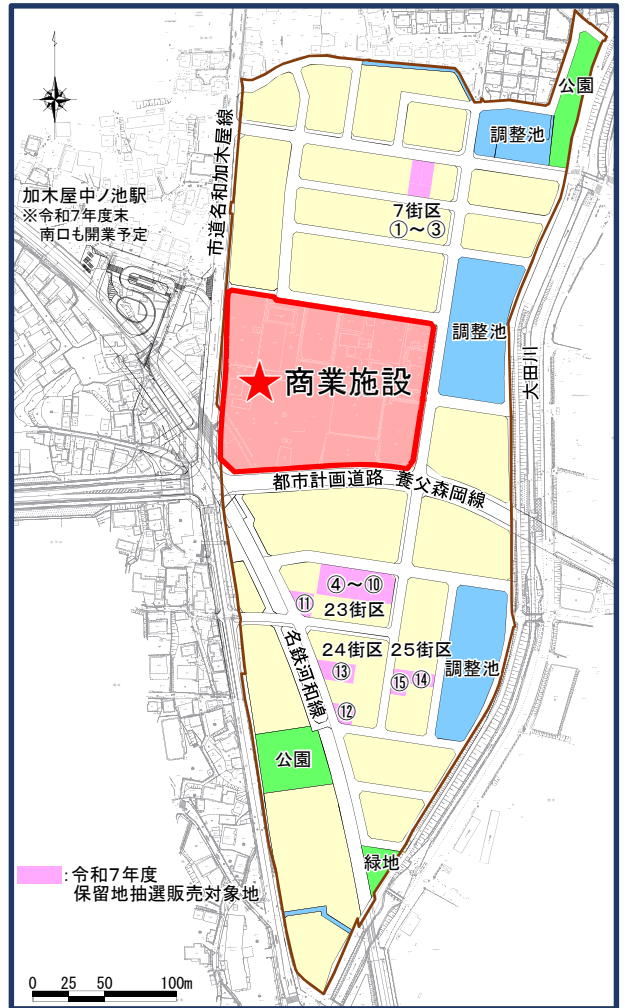 公園
調整池
市道名和加木屋線
加木屋中ノ池駅
※令和7年度末
南口も開業予定
7街区
①～③
調整池
大田川
★商業施設
都市計画道路 養父森岡線
④～⑩
⑪
23街区
24街区
25街区
⑬
⑮
⑭
調整池
名鉄河和線
⑫
公園
緑地
:令和7年度
保留地抽選販売対象地
0 25 50 100m